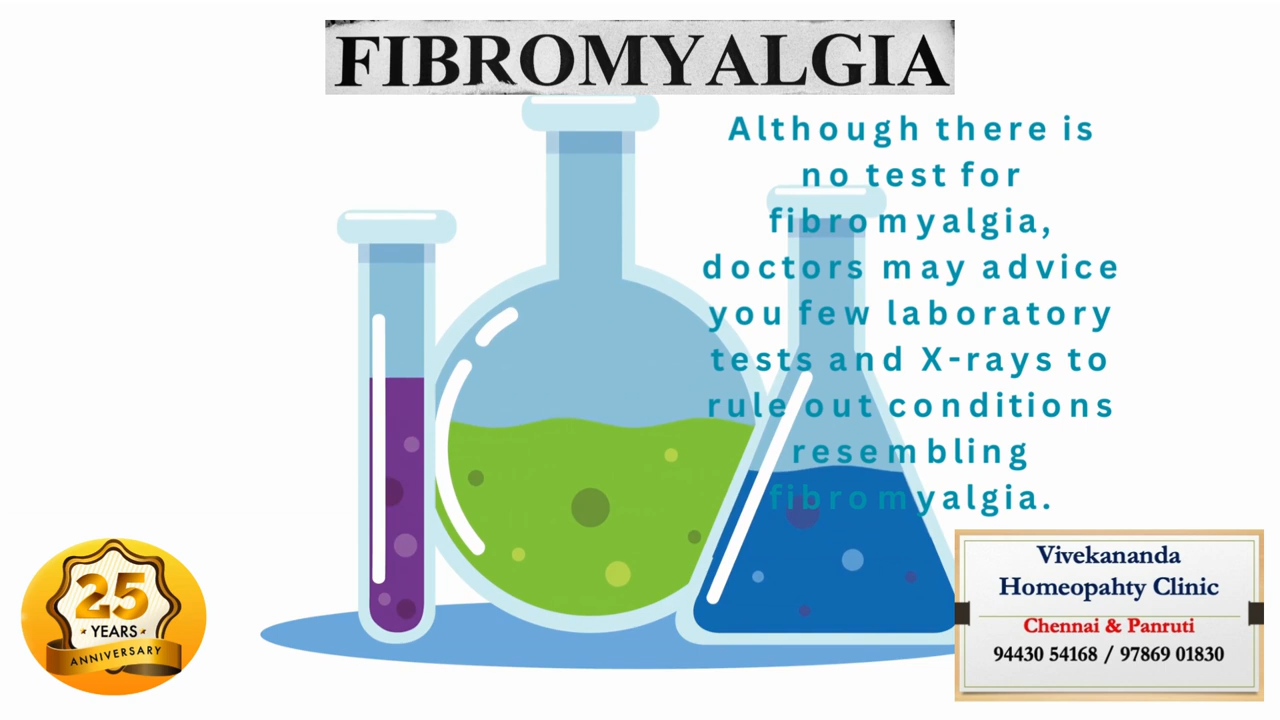 FIBROMYALGIA
Although there is
no test for
fibromyalgia,
doctors may advice
you few laboratory
tests and X-rays to
rule out conditions
resembling
fibromyalgia.
25
YEARS
ANNIVERSARY
Vivekananda
Homeopahty Clinic
Chennai & Panruti
94430 54168 / 97869 01830